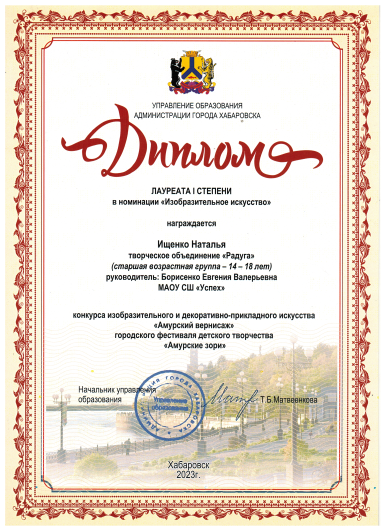 УПРАВЛЕНИЕ ОБРАЗОВАНИЯ
АДМИНИСТРАЦИИ ГОРОДА ХАБАРОВСКА
Диплом
ЛАУРЕАТА I СТЕПЕНИ
в номинации «Изобразительное искусство»
награждается
Ищенко Наталья
творческое объединение «Радуга»
(старшая возрастная группа – 14 – 18 лет)
руководитель: Борисенко Евгения Валерьевна
МАОУ СШ «Успех»
конкурса изобразительного и декоративно-прикладного искусства
«Амурский вернисаж»
городского фестиваля детского творчества
«Амурские зори»
Начальник управления
образования
Т.Б.Матвеенкова
Управление
образования
Хабаровск
2023г.